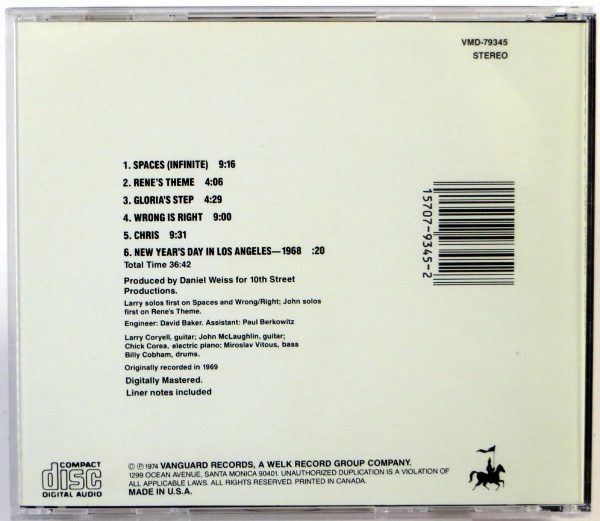 VMD-79345
STEREO
1. SPACES (INFINITE) 9:16
2. RENE'S THEME 4:06
3. GLORIA'S STEP 4:29
4. WRONG IS RIGHT 9:00
5. CHRIS 9:31
6. NEW YEAR'S DAY IN LOS ANGELES—1968 :20
Total Time 36:42
Produced by Daniel Weiss for 10th Street
Productions.
Larry solos first on Spaces and Wrong/Right; John solos
first on Rene's Theme.
Engineer: David Baker. Assistant: Paul Berkowitz
Larry Coryell, guitar; John McLaughlin, guitar;
Chick Corea, electric piano; Miroslav Vitous, bass
Billy Cobham, drums.
Originally recorded in 1969
Digitally Mastered.
Liner notes included
15707-9345-2
COMPACT
disc
DIGITAL AUDIO
© ℗ 1974 VANGUARD RECORDS, A WELK RECORD GROUP COMPANY.
1299 OCEAN AVENUE, SANTA MONICA 90401. UNAUTHORIZED DUPLICATION IS A VIOLATION OF
ALL APPLICABLE LAWS. ALL RIGHTS RESERVED. PRINTED IN CANADA.
MADE IN U.S.A.